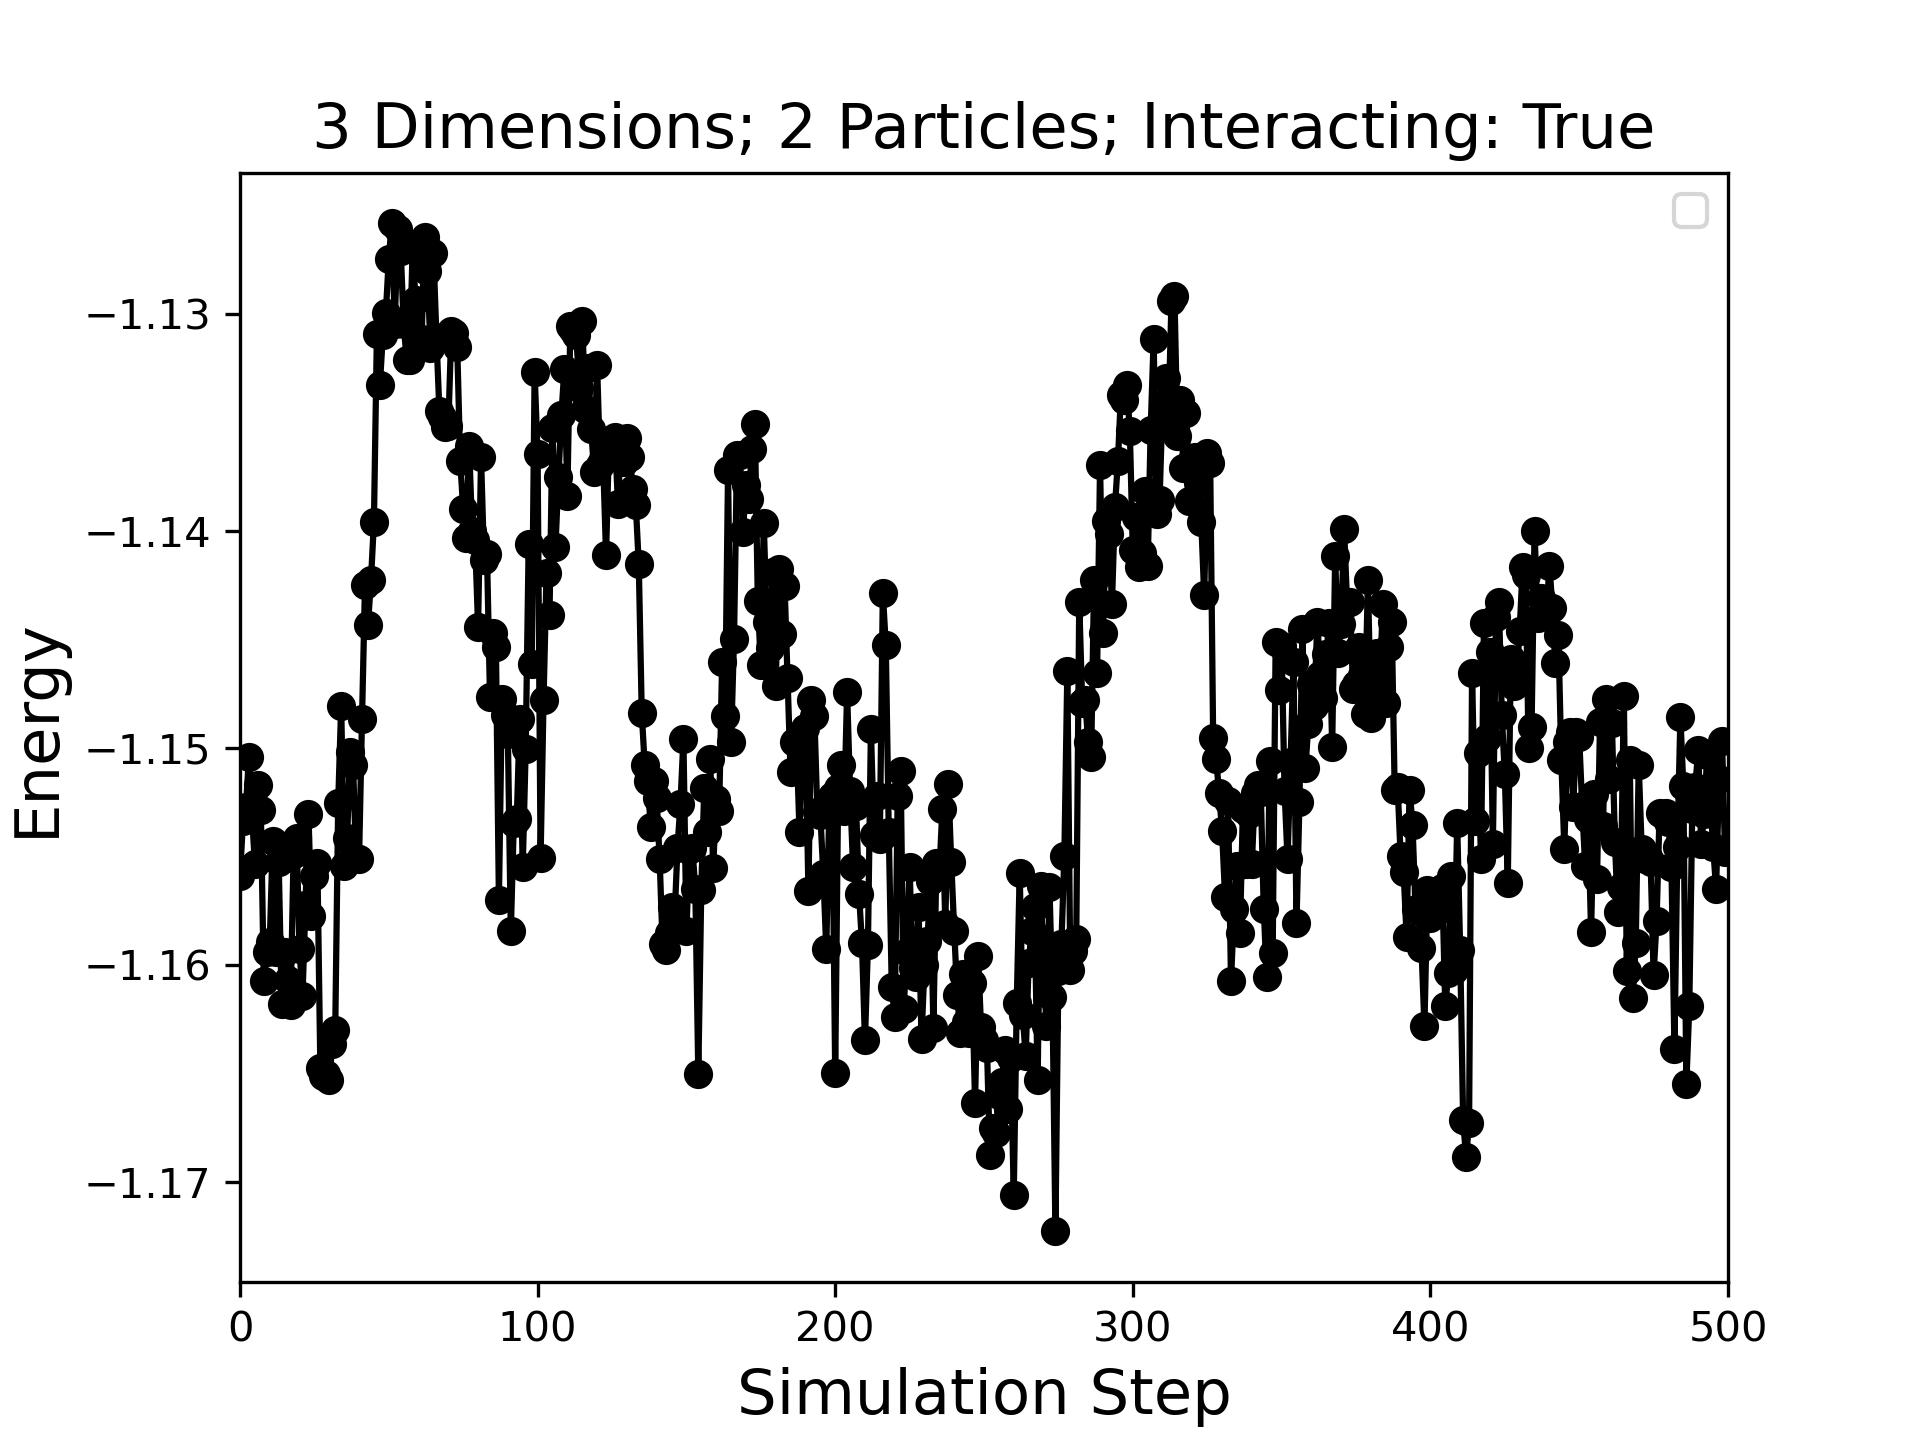 3 Dimensions; 2 Particles; Interacting: True
Energy
−1.13
−1.14
−1.15
−1.16
−1.17
0 100 200 300 400 500
Simulation Step